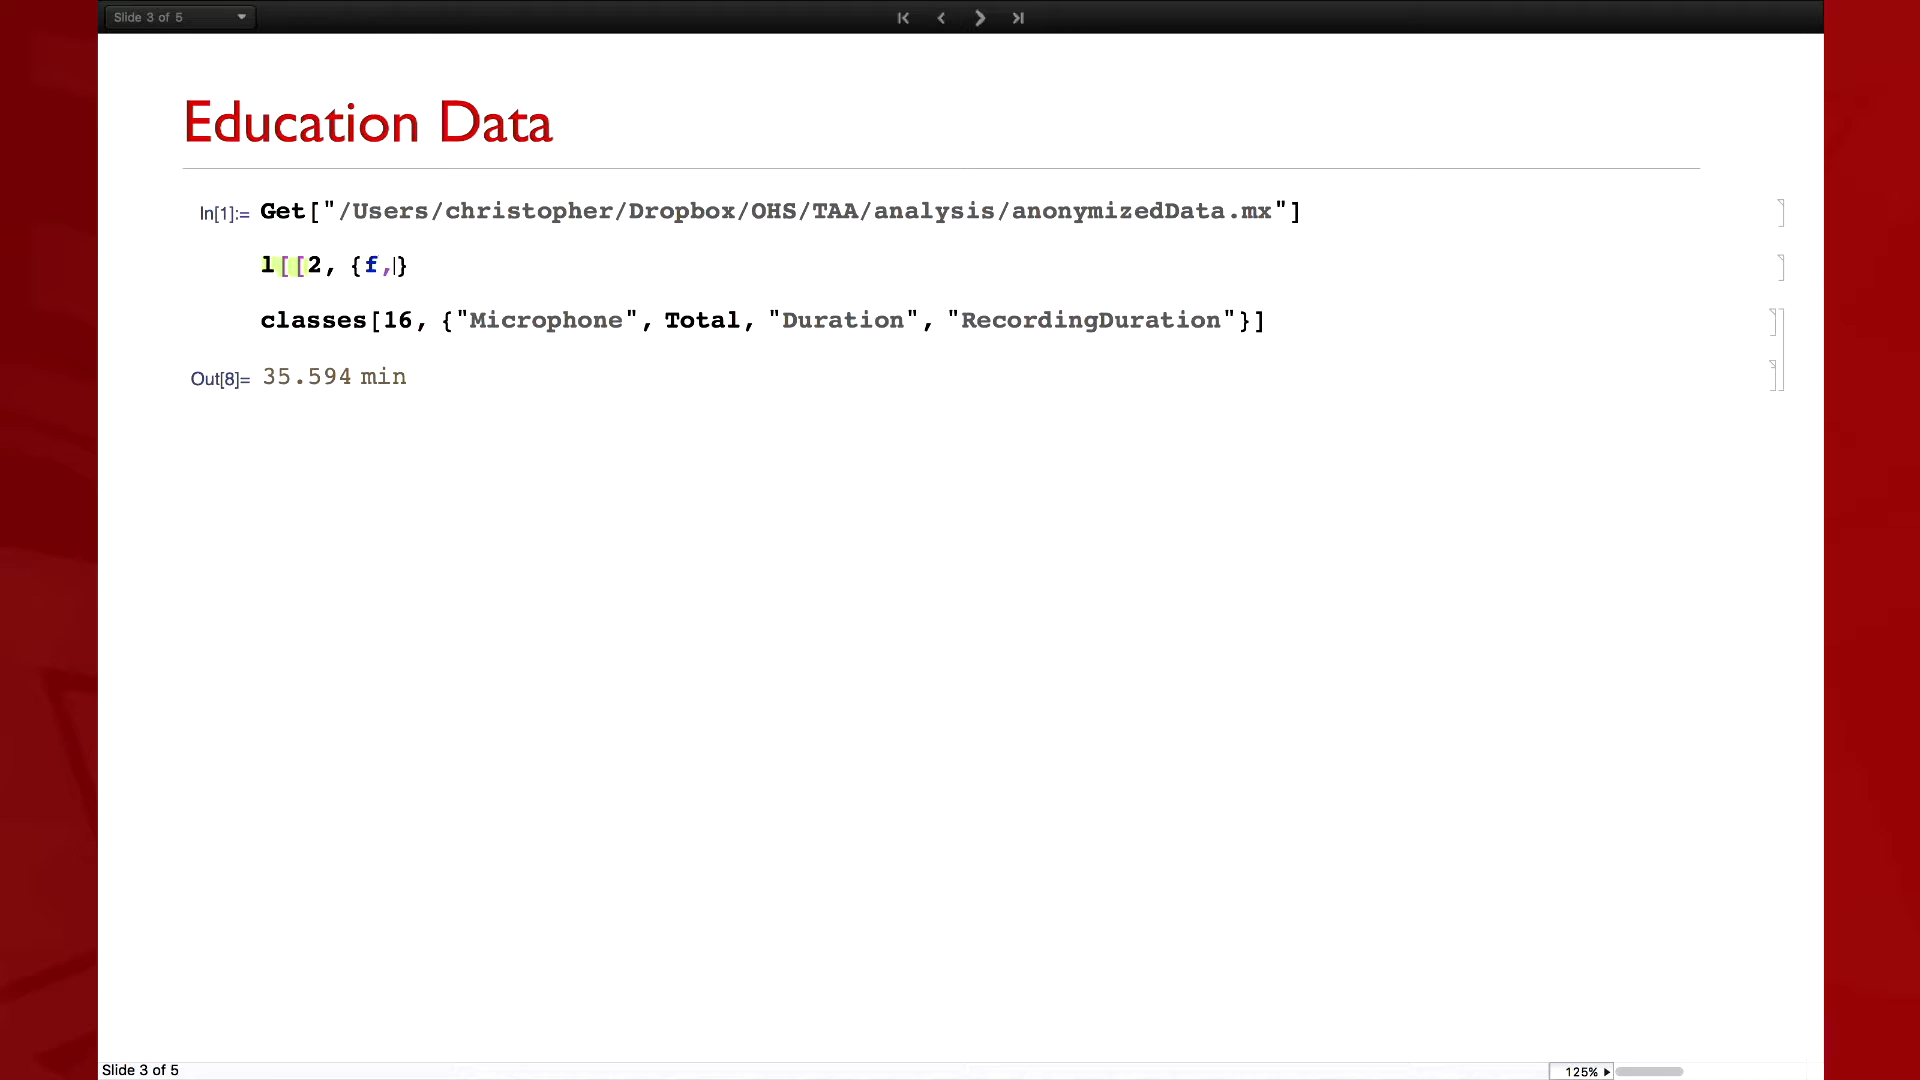 Slide 3 of 5
Education Data
In[1]:= Get["/Users/christopher/Dropbox/OHS/TAA/analysis/anonymizedData.mx"]
l[[2, {f,}
classes[16, {"Microphone", Total, "Duration", "RecordingDuration"}]
Out[8]= 35.594 min
Slide 3 of 5
125%